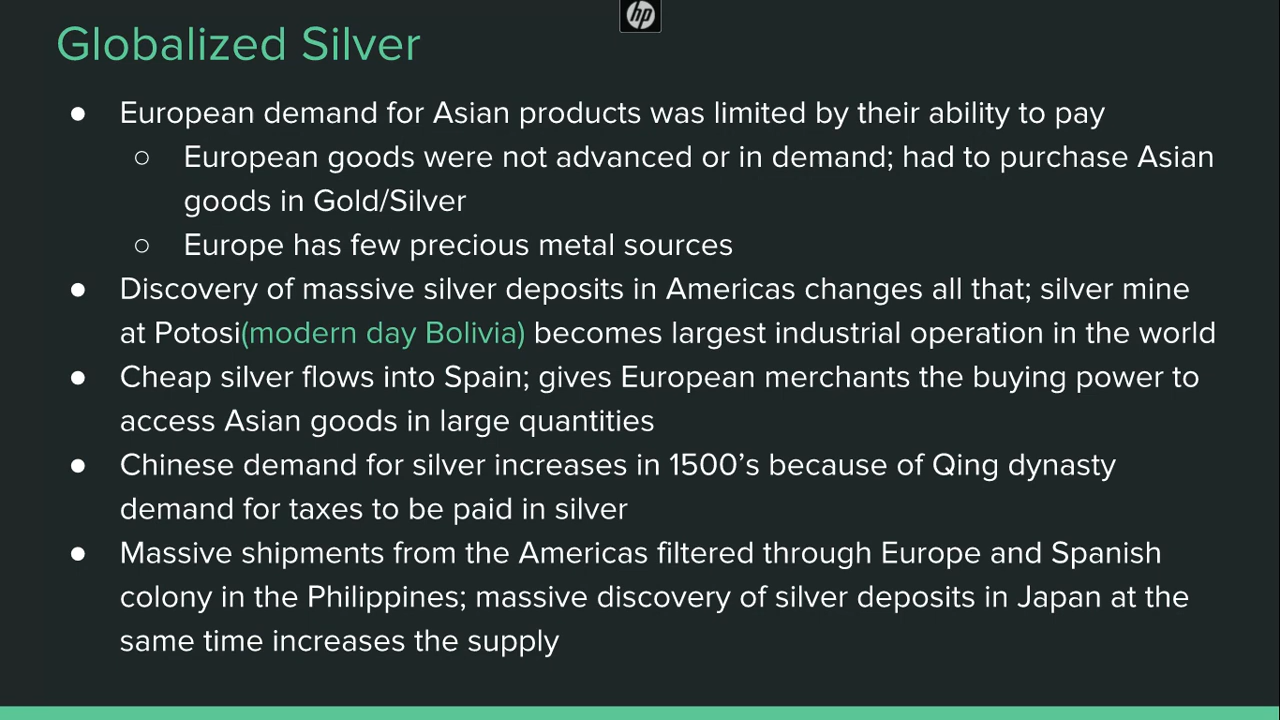 hp
Globalized Silver
● European demand for Asian products was limited by their ability to pay
○ European goods were not advanced or in demand; had to purchase Asian
goods in Gold/Silver
○ Europe has few precious metal sources
● Discovery of massive silver deposits in Americas changes all that; silver mine
at Potosi(modern day Bolivia) becomes largest industrial operation in the world
● Cheap silver flows into Spain; gives European merchants the buying power to
access Asian goods in large quantities
● Chinese demand for silver increases in 1500’s because of Qing dynasty
demand for taxes to be paid in silver
● Massive shipments from the Americas filtered through Europe and Spanish
colony in the Philippines; massive discovery of silver deposits in Japan at the
same time increases the supply